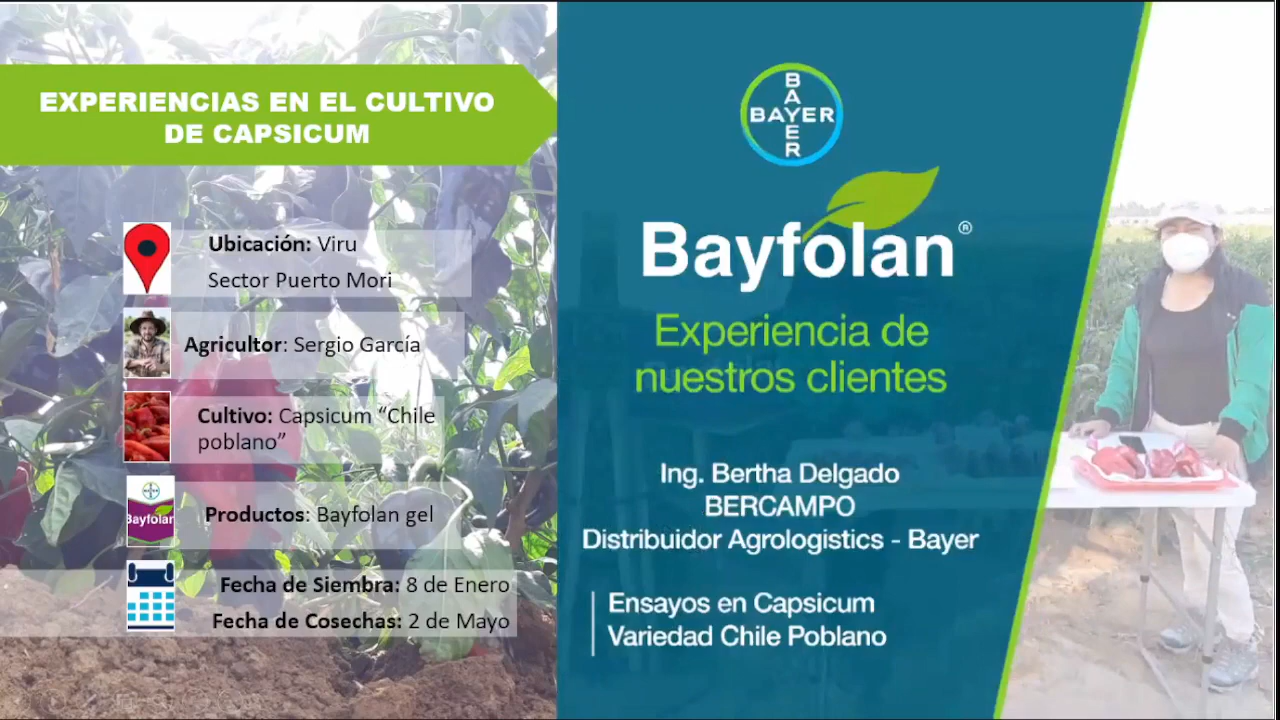 EXPERIENCIAS EN EL CULTIVO
DE CAPSICUM
Ubicación: Viru
Sector Puerto Mori
Agricultor: Sergio García
Cultivo: Capsicum “Chile
poblano”
Bayfolan
Productos: Bayfolan gel
Fecha de Siembra: 8 de Enero
Fecha de Cosechas: 2 de Mayo
BAYER
BAYER
Bayfolan®
Experiencia de
nuestros clientes
Ing. Bertha Delgado
BERCAMPO
Distribuidor Agrologistics - Bayer
Ensayos en Capsicum
Variedad Chile Poblano